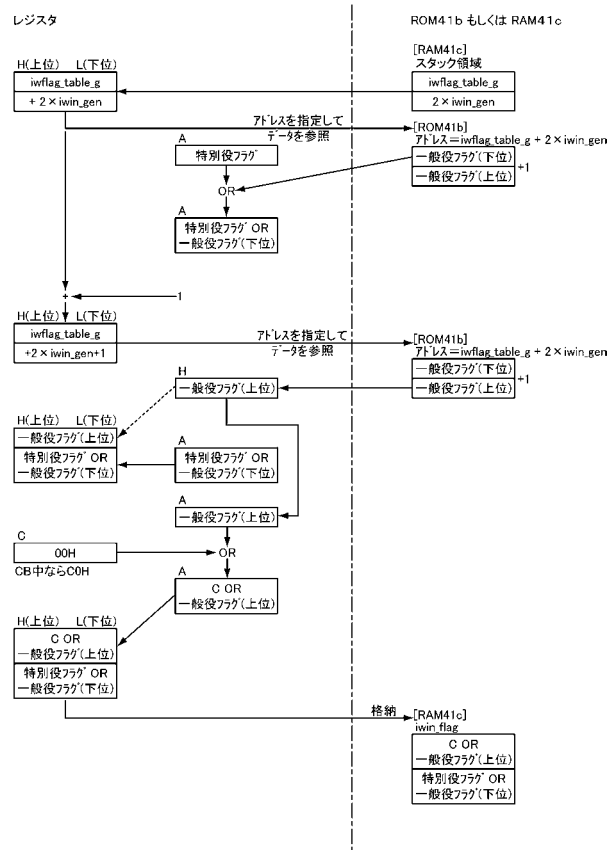 レジスタ
ROM41b もしくは RAM41c
[RAM41c]
スタック領域
H(上位) L(下位)
iwflag_table_g
+ 2×iwin_gen
iwflag_table_g
2×iwin_gen
アドレスを指定して
データを参照
[ROM41b]
アドレス=iwflag_table_g + 2×iwin_gen
一般役フラグ(下位)
一般役フラグ(上位)
+1
A
特別役フラグ
OR
A
特別役フラグ OR
一般役フラグ(下位)
+
1
H(上位) L(下位)
iwflag_table_g
+2×iwin_gen+1
アドレスを指定して
データを参照
[ROM41b]
アドレス=iwflag_table_g + 2×iwin_gen
一般役フラグ(下位)
一般役フラグ(上位)
+1
H
一般役フラグ(上位)
H(上位) L(下位)
一般役フラグ(上位)
特別役フラグ OR
一般役フラグ(下位)
A
特別役フラグ OR
一般役フラグ(下位)
A
一般役フラグ(上位)
C
00H
CB中ならC0H
OR
A
C OR
一般役フラグ(上位)
H(上位) L(下位)
C OR
一般役フラグ(上位)
特別役フラグ OR
一般役フラグ(下位)
格納
[RAM41c]
iwin_flag
C OR
一般役フラグ(上位)
特別役フラグ OR
一般役フラグ(下位)